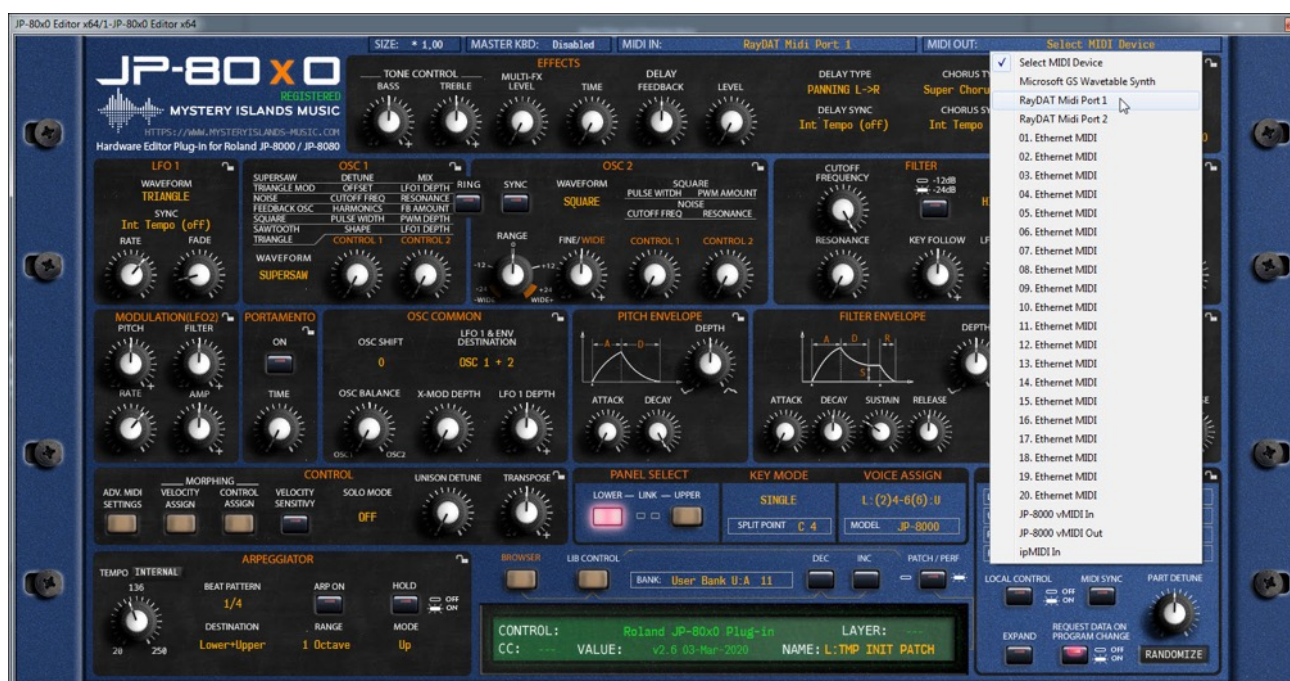 JP-80x0 Editor x64/1-JP-80x0 Editor x64
SIZE: * 1,00 MASTER KBD: Disabled MIDI IN: RayDAT Midi Port 1 MIDI OUT: Select MIDI Device
JP-80X0
REGISTERED
MYSTERY ISLANDS MUSIC
HTTPS://WWW.MYSTERYISLANDS-MUSIC.COM
Hardware Editor Plug-in for Roland JP-8000 / JP-8080
EFFECTS
TONE CONTROL
BASS TREBLE
MULTI-FX
LEVEL
TIME
DELAY
FEEDBACK
LEVEL
DELAY TYPE
PANNING L->R
DELAY SYNC
Int Tempo (off)
CHORUS
Super
CHORUS
Int Tempo
Select MIDI Device
Microsoft GS Wavetable Synth
RayDAT Midi Port 1
RayDAT Midi Port 2
01. Ethernet MIDI
02. Ethernet MIDI
03. Ethernet MIDI
04. Ethernet MIDI
05. Ethernet MIDI
06. Ethernet MIDI
07. Ethernet MIDI
08. Ethernet MIDI
09. Ethernet MIDI
10. Ethernet MIDI
11. Ethernet MIDI
12. Ethernet MIDI
13. Ethernet MIDI
14. Ethernet MIDI
15. Ethernet MIDI
16. Ethernet MIDI
17. Ethernet MIDI
18. Ethernet MIDI
19. Ethernet MIDI
20. Ethernet MIDI
JP-8000 vMIDI In
JP-8000 vMIDI Out
ipMIDI In
LFO 1
WAVEFORM
TRIANGLE
SYNC
Int Tempo (off)
RATE FADE
OSC 1
SUPERSAW DETUNE MIX
TRIANGLE MOD OFFSET LFO1 DEPTH
NOISE CUTOFF FREQ RESONANCE
FEEDBACK OSC HARMONICS FB AMOUNT
SQUARE PULSE WIDTH PWM DEPTH
SAWTOOTH SHAPE LFO1 DEPTH
TRIANGLE CONTROL 1 CONTROL 2
WAVEFORM
SUPERSAW
OSC 2
RING SYNC
WAVEFORM
SQUARE
SQUARE
PULSE WITDH PWM AMOUNT
NOISE
CUTOFF FREQ RESONANCE
RANGE
0
-12 +12
-24 +24
-WIDE WIDE+
FINE/WIDE
CONTROL 1 CONTROL 2
FILTER
CUTOFF
FREQUENCY
-12dB
-24dB
RESONANCE KEY FOLLOW
MODULATION(LFO2)
PITCH FILTER
RATE AMP
PORTAMENTO
ON
TIME
OSC COMMON
OSC SHIFT
0
LFO 1 & ENV
DESTINATION
OSC 1 + 2
OSC BALANCE X-MOD DEPTH LFO 1 DEPTH
OSC1 OSC2
PITCH ENVELOPE
DEPTH
A D
ATTACK DECAY
FILTER ENVELOPE
A D R
S
ATTACK DECAY SUSTAIN RELEASE
CONTROL
ADV. MIDI
SETTINGS
MORPHING
VELOCITY
ASSIGN
CONTROL
ASSIGN
VELOCITY
SENSITIVY
SOLO MODE
OFF
UNISON DETUNE TRANSPOSE
PANEL SELECT
LOWER LINK UPPER
KEY MODE
SINGLE
SPLIT POINT C 4
VOICE ASSIGN
L:(2)4-6(6):U
MODEL JP-8000
ARPEGGIATOR
TEMPO INTERNAL
136
20 250
BEAT PATTERN
1/4
DESTINATION
Lower+Upper
ARP ON
RANGE
1 Octave
HOLD
OFF
ON
MODE
Up
BROWSER LIB CONTROL
BANK: User Bank U:A 11
DEC INC PATCH / PERF
CONTROL: Roland JP-80x0 Plug-in LAYER: ---
CC: --- VALUE: v2.6 03-Mar-2020 NAME: L:TMP INIT PATCH
LOCAL CONTROL
OFF
ON
MIDI SYNC
PART DETUNE
EXPAND
REQUEST DATA ON
PROGRAM CHANGE
OFF
ON
RANDOMIZE